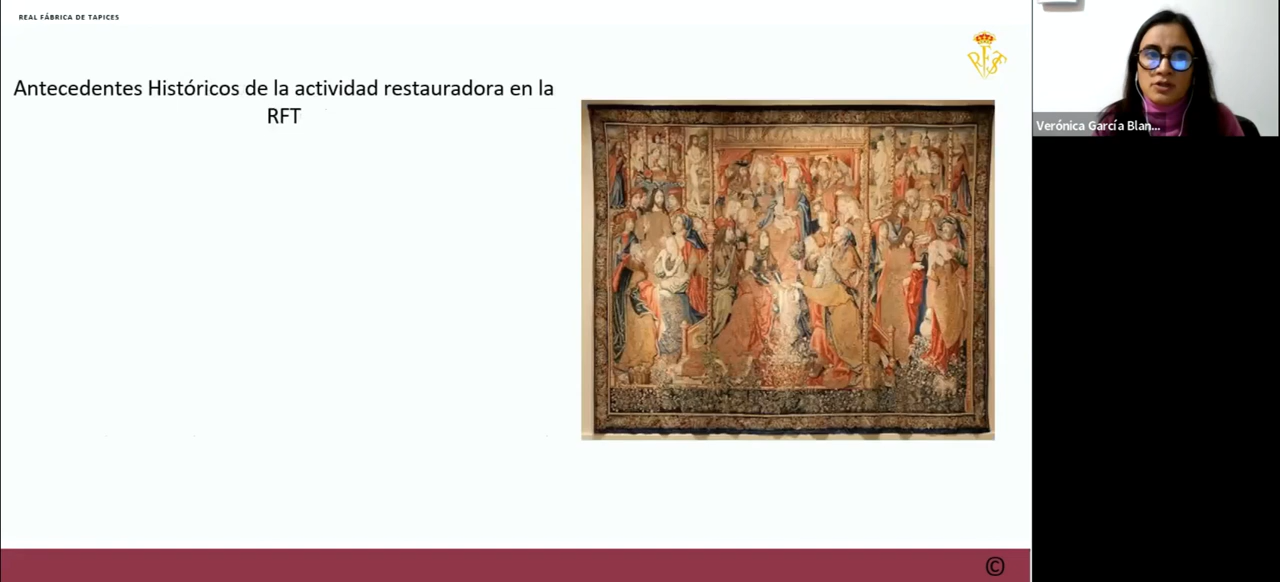 REAL FÁBRICA DE TAPICES
Antecedentes Históricos de la actividad restauradora en la
RFT
Verónica García Blan...
©